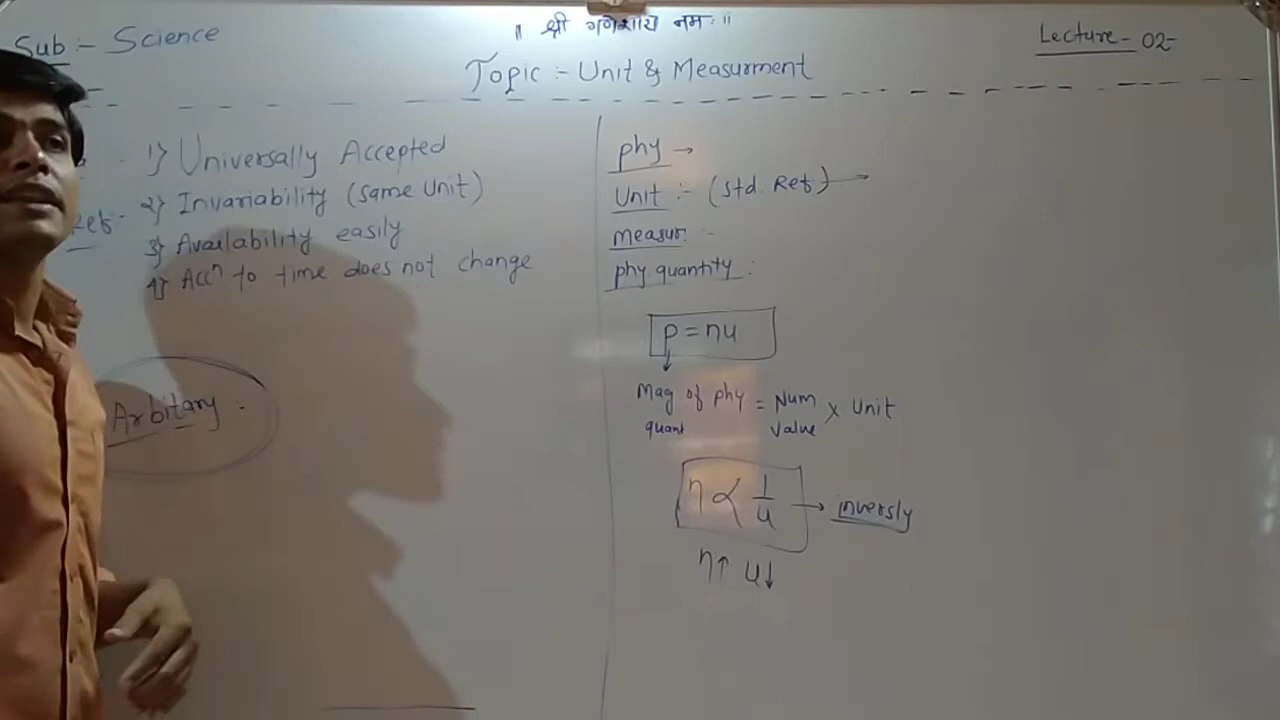 ॥ श्री गणेशाय नमः ॥
Sub :- Science
Lecture - 02-
Topic :- Unit & Measurment
1) Universally Accepted
2) Invariability (same unit)
3) Availability easily
4) Accn to time does not change
Ref -
Arbitary .
phy →
Unit :- (Std. Ref) →
Measur: -
phy quantity :
P = nu
↓
Mag of phy = Num x Unit
quant value
n ∝ 1/u → inversly
n↑ u↓